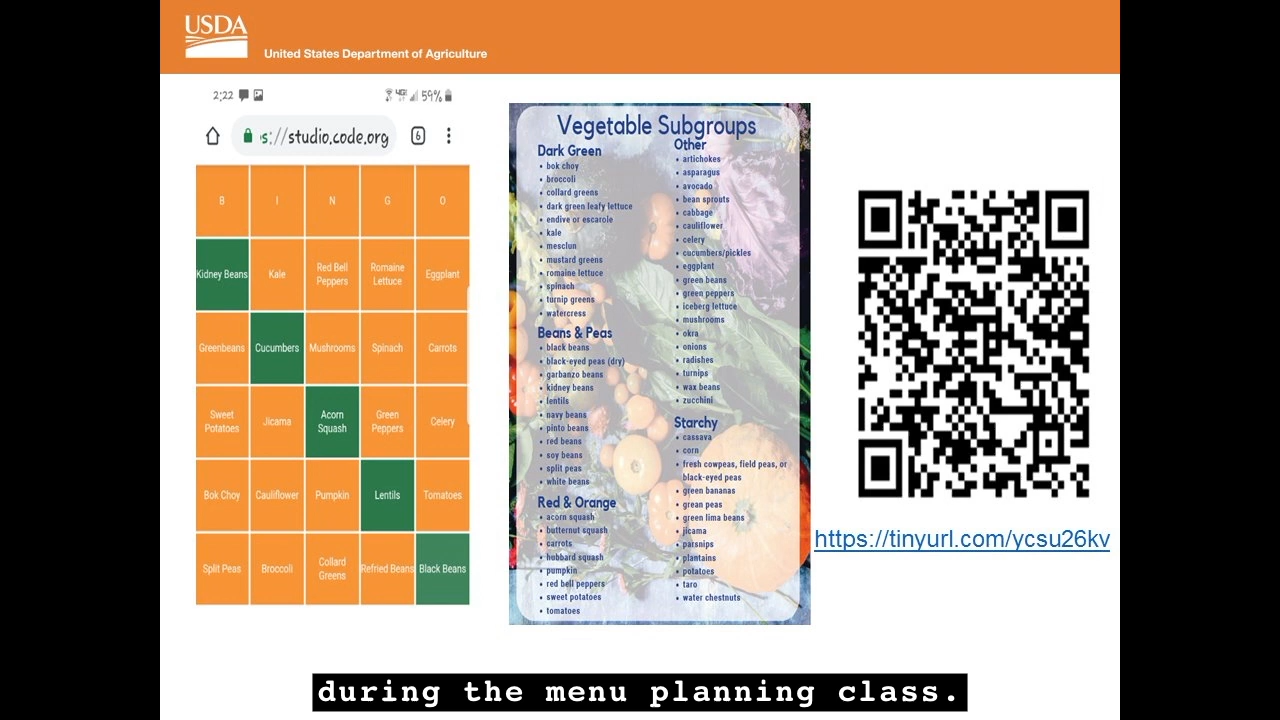 USDA
United States Department of Agriculture
2:22
59%
s://studio.code.org
6
B I N G O
Kidney Beans
Kale
Red Bell
Peppers
Romaine
Lettuce
Eggplant
Greenbeans
Cucumbers
Mushrooms
Spinach
Carrots
Sweet
Potatoes
Jicama
Acorn
Squash
Green
Peppers
Celery
Bok Choy
Cauliflower
Pumpkin
Lentils
Tomatoes
Split Peas
Broccoli
Collard
Greens
Refried Beans
Black Beans
Vegetable Subgroups
Dark Green
• bok choy
• broccoli
• collard greens
• dark green leafy lettuce
• endive or escarole
• kale
• mesclun
• mustard greens
• romaine lettuce
• spinach
• turnip greens
• watercress
Beans & Peas
• black beans
• black-eyed peas (dry)
• garbanzo beans
• kidney beans
• lentils
• navy beans
• pinto beans
• red beans
• soy beans
• split peas
• white beans
Red & Orange
• acorn squash
• butternut squash
• carrots
• hubbard squash
• pumpkin
• red bell peppers
• sweet potatoes
• tomatoes
Other
• artichokes
• asparagus
• avocado
• bean sprouts
• cabbage
• cauliflower
• celery
• cucumbers/pickles
• eggplant
• green beans
• green peppers
• iceberg lettuce
• mushrooms
• okra
• onions
• radishes
• turnips
• wax beans
• zucchini
Starchy
• cassava
• corn
• fresh cowpeas, field peas, or
black-eyed peas
• green bananas
• grean peas
• green lima beans
• jicama
• parsnips
• plantains
• potatoes
• taro
• water chestnuts
https://tinyurl.com/ycsu26kv
during the menu planning class.